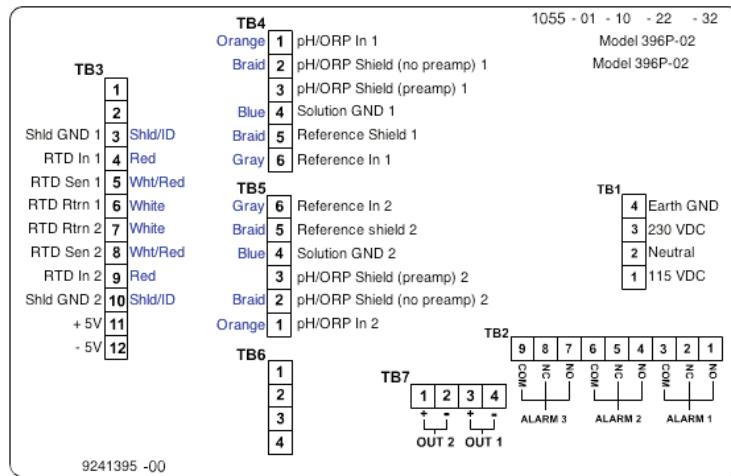 1055 - 01 - 10 - 22 - 32
Model 396P-02
Model 396P-02
TB3
1
2
Shld GND 1 3 Shld/ID
RTD In 1 4 Red
RTD Sen 1 5 Wht/Red
RTD Rtrn 1 6 White
RTD Rtrn 2 7 White
RTD Sen 2 8 Wht/Red
RTD In 2 9 Red
Shld GND 2 10 Shld/ID
+ 5V 11
- 5V 12
TB4
Orange 1 pH/ORP In 1
Braid 2 pH/ORP Shield (no preamp) 1
3 pH/ORP Shield (preamp) 1
Blue 4 Solution GND 1
Braid 5 Reference Shield 1
Gray 6 Reference In 1
TB5
Gray 6 Reference In 2
Braid 5 Reference shield 2
Blue 4 Solution GND 2
3 pH/ORP Shield (preamp) 2
Braid 2 pH/ORP Shield (no preamp) 2
Orange 1 pH/ORP In 2
TB6
1
2
3
4
TB1
4 Earth GND
3 230 VDC
2 Neutral
1 115 VDC
TB2
9 8 7 6 5 4 3 2 1
COM NC NO COM NC NO COM NC NO
ALARM 3 ALARM 2 ALARM 1
TB7
1 2 3 4
+ - + -
OUT 2 OUT 1
9241395 -00